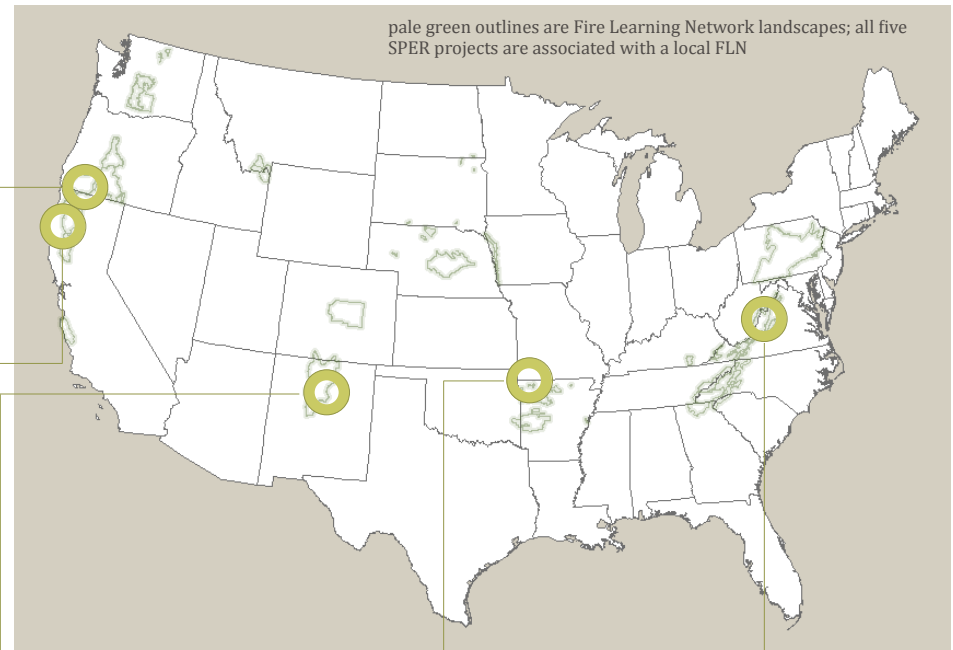 pale green outlines are Fire Learning Network landscapes; all five
SPER projects are associated with a local FLN